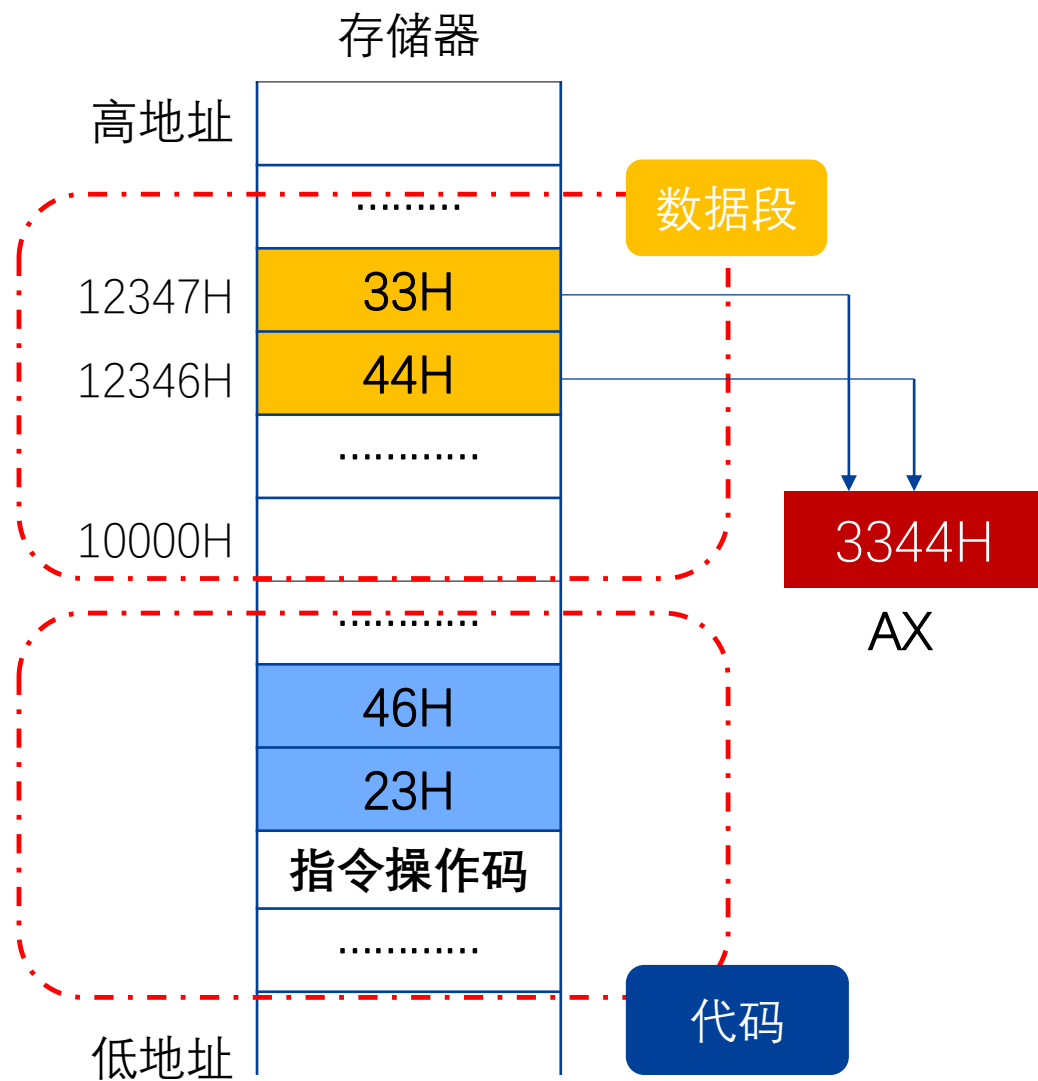 存储器
高地址
………
数据段
12347H
33H
12346H
44H
…………
10000H
3344H
AX
…………
46H
23H
指令操作码
…………
代码
低地址